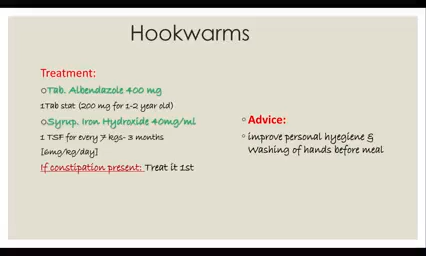 Hookwarms
Treatment:
○Tab. Albendazole 400 mg
1Tab stat (200 mg for 1-2 year old)
○Syrup. Iron Hydroxide 40mg/ml
1 TSF for every 7 kgs- 3 months
[6mg/kg/day]
If constipation present: Treat it 1st
○ Advice:
○ improve personal hyegiene &
Washing of hands before meal